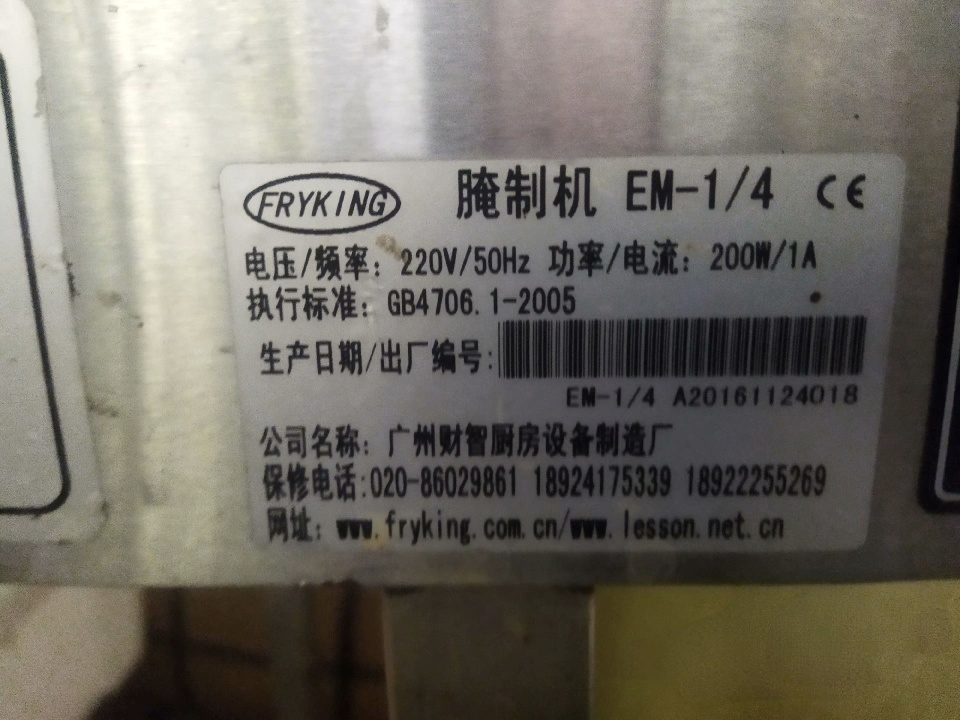 FRYKING 腌制机 EM-1/4 CE
电压/频率: 220V/50Hz 功率/电流: 200W/1A
执行标准: GB4706.1-2005
生产日期/出厂编号:
EM-1/4 A20161124018
公司名称: 广州财智厨房设备制造厂
保修电话:020-86029861 18924175339 18922255269
网址: www.fryking.com.cn/www.lesson.net.cn